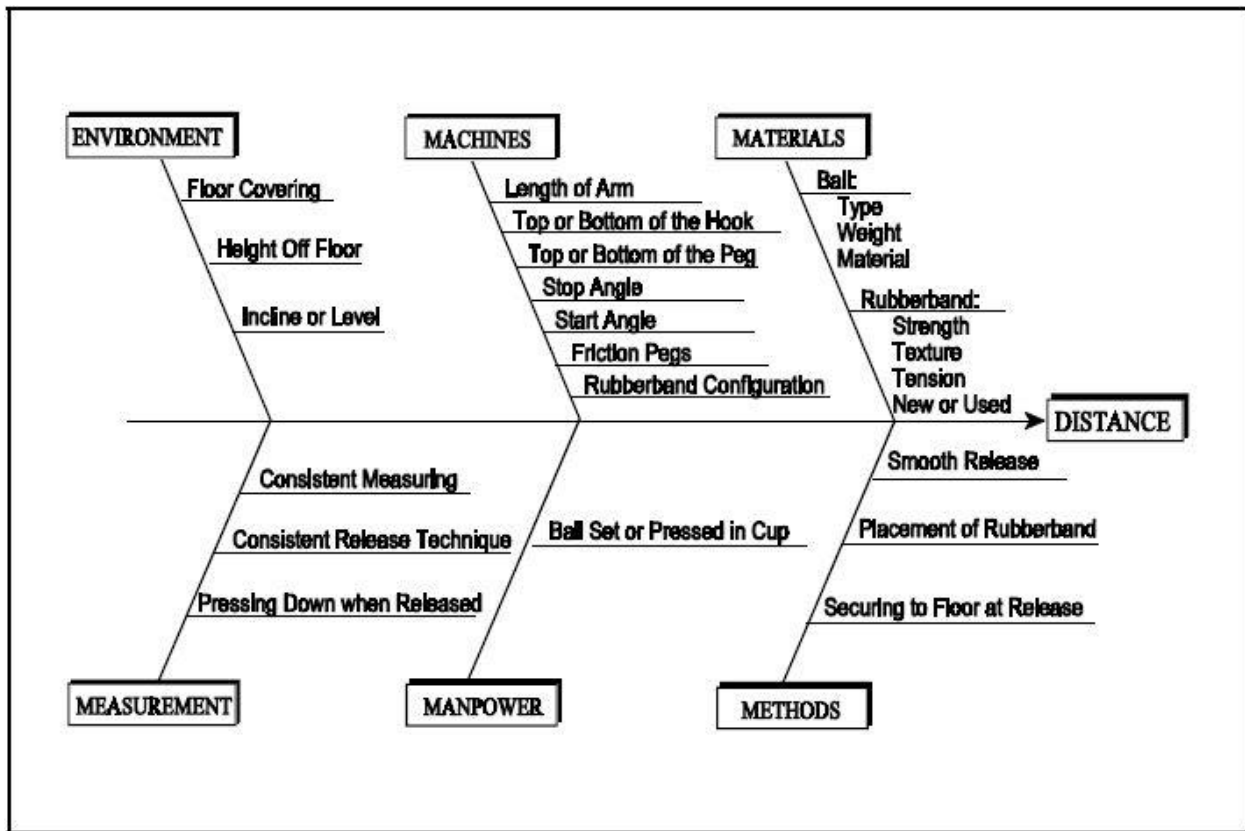 ENVIRONMENT
Floor Covering
Height Off Floor
Incline or Level
MACHINES
Length of Arm
Top or Bottom of the Hook
Top or Bottom of the Peg
Stop Angle
Start Angle
Friction Pegs
Rubberband Configuration
MATERIALS
Ball:
Type
Weight
Material
Rubberband:
Strength
Texture
Tension
New or Used
DISTANCE
Consistent Measuring
Consistent Release Technique
Pressing Down when Released
MEASUREMENT
Ball Set or Pressed in Cup
MANPOWER
Smooth Release
Placement of Rubberband
Securing to Floor at Release
METHODS